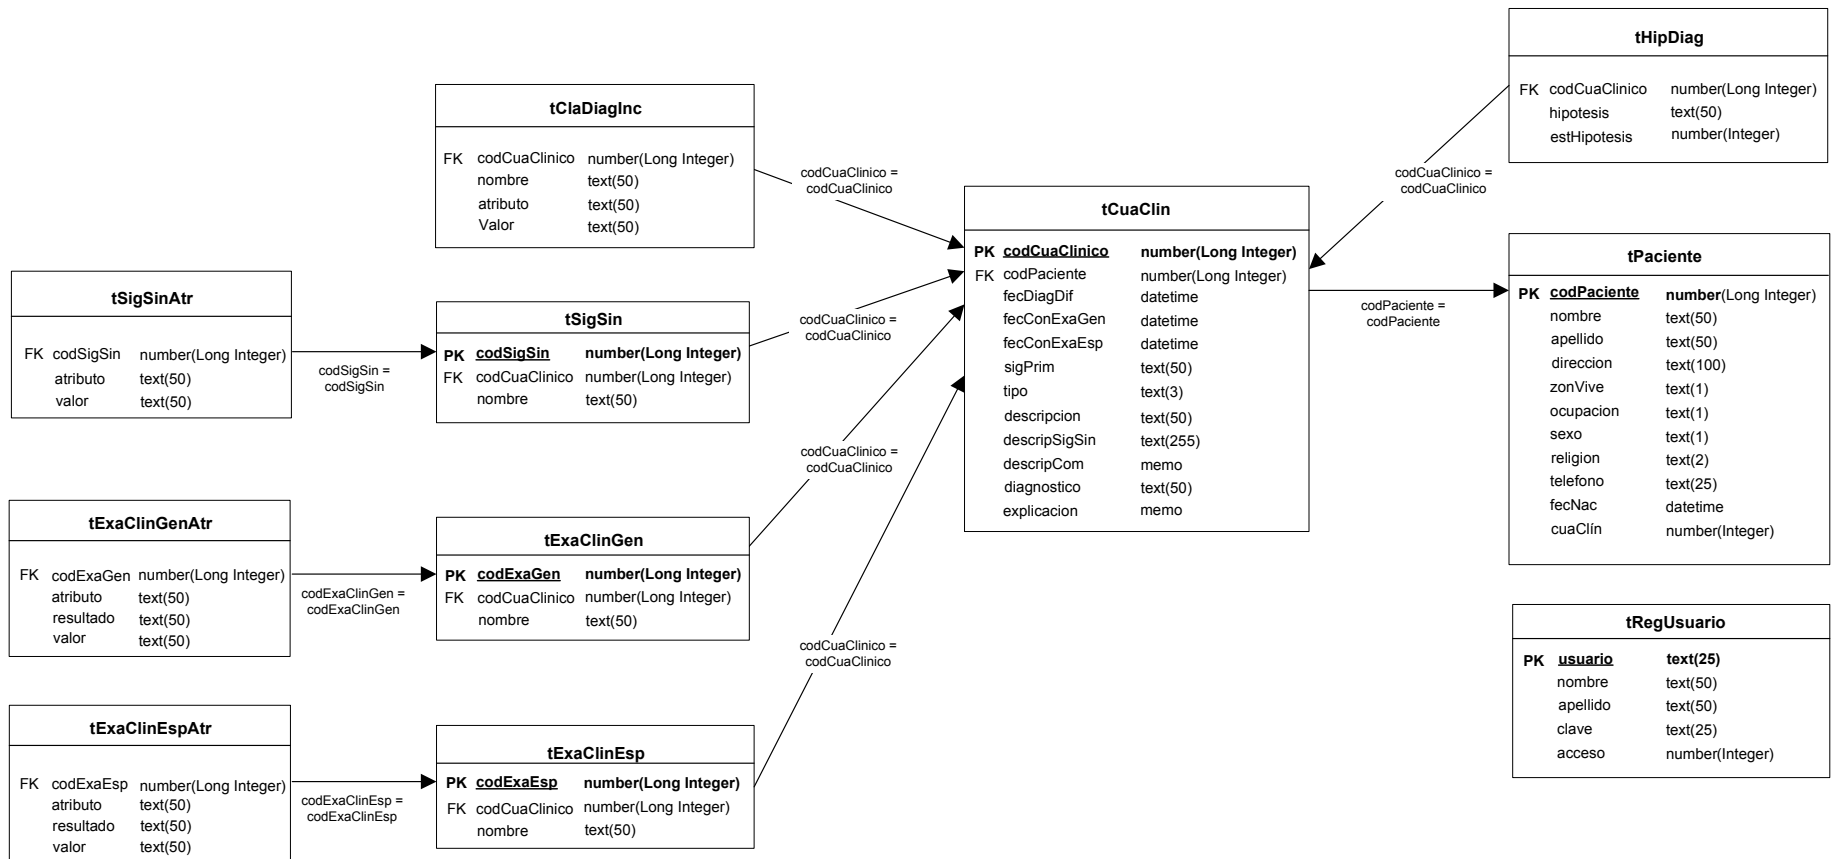 tHipDiag
FK codCuaClinico number(Long Integer)
hipotesis text(50)
estHipotesis number(Integer)
tClaDiagInc
FK codCuaClinico number(Long Integer)
nombre text(50)
atributo text(50)
Valor text(50)
codCuaClinico =
codCuaClinico
codCuaClinico =
codCuaClinico
tCuaClin
PK codCuaClinico number(Long Integer)
FK codPaciente number(Long Integer)
fecDiagDif datetime
fecConExaGen datetime
fecConExaEsp datetime
sigPrim text(50)
tipo text(3)
descripcion text(50)
descripSigSin text(255)
descripCom memo
diagnostico text(50)
explicacion memo
codPaciente =
codPaciente
tPaciente
PK codPaciente number(Long Integer)
nombre text(50)
apellido text(50)
direccion text(100)
zonVive text(1)
ocupacion text(1)
sexo text(1)
religion text(2)
telefono text(25)
fecNac datetime
cuaClín number(Integer)
tSigSinAtr
FK codSigSin number(Long Integer)
atributo text(50)
valor text(50)
codSigSin =
codSigSin
tSigSin
PK codSigSin number(Long Integer)
FK codCuaClinico number(Long Integer)
nombre text(50)
codCuaClinico =
codCuaClinico
tExaClinGenAtr
FK codExaGen number(Long Integer)
atributo text(50)
resultado text(50)
valor text(50)
codExaClinGen =
codExaClinGen
tExaClinGen
PK codExaGen number(Long Integer)
FK codCuaClinico number(Long Integer)
nombre text(50)
codCuaClinico =
codCuaClinico
tRegUsuario
PK usuario text(25)
nombre text(50)
apellido text(50)
clave text(25)
acceso number(Integer)
tExaClinEspAtr
FK codExaEsp number(Long Integer)
atributo text(50)
resultado text(50)
valor text(50)
codExaClinEsp =
codExaClinEsp
tExaClinEsp
PK codExaEsp number(Long Integer)
FK codCuaClinico number(Long Integer)
nombre text(50)
codCuaClinico =
codCuaClinico